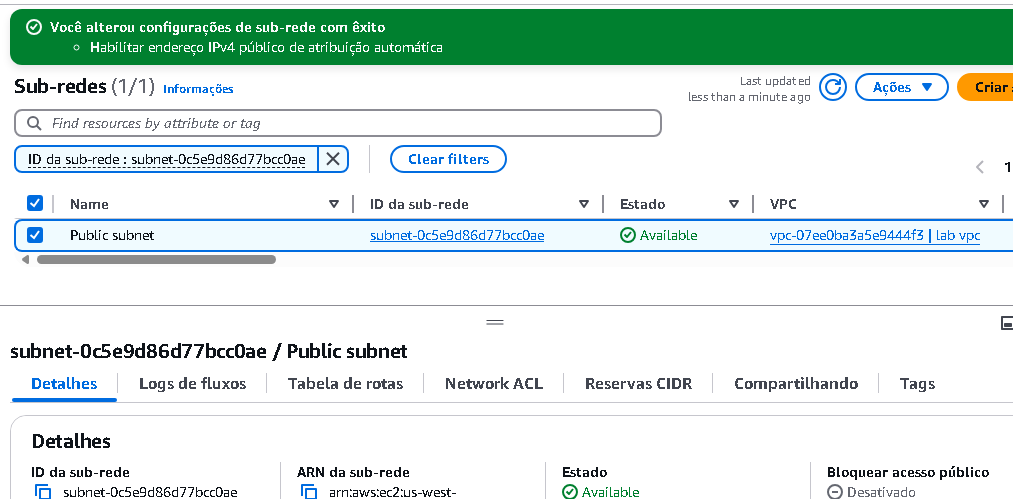 Você alterou configurações de sub-rede com êxito
Habilitar endereço IPv4 público de atribuição automática
Sub-redes (1/1) Informações
Last updated
less than a minute ago
Ações
Criar
Find resources by attribute or tag
ID da sub-rede : subnet-0c5e9d86d77bcc0ae
Clear filters
1
Name ID da sub-rede Estado VPC
Public subnet subnet-0c5e9d86d77bcc0ae Available vpc-07ee0ba3a5e9444f3 | lab vpc
subnet-0c5e9d86d77bcc0ae / Public subnet
Detalhes Logs de fluxos Tabela de rotas Network ACL Reservas CIDR Compartilhando Tags
Detalhes
ID da sub-rede ARN da sub-rede Estado Bloquear acesso público
subnet-0c5e9d86d77bcc0ae arn:aws:ec2:us-west- Available Desativado